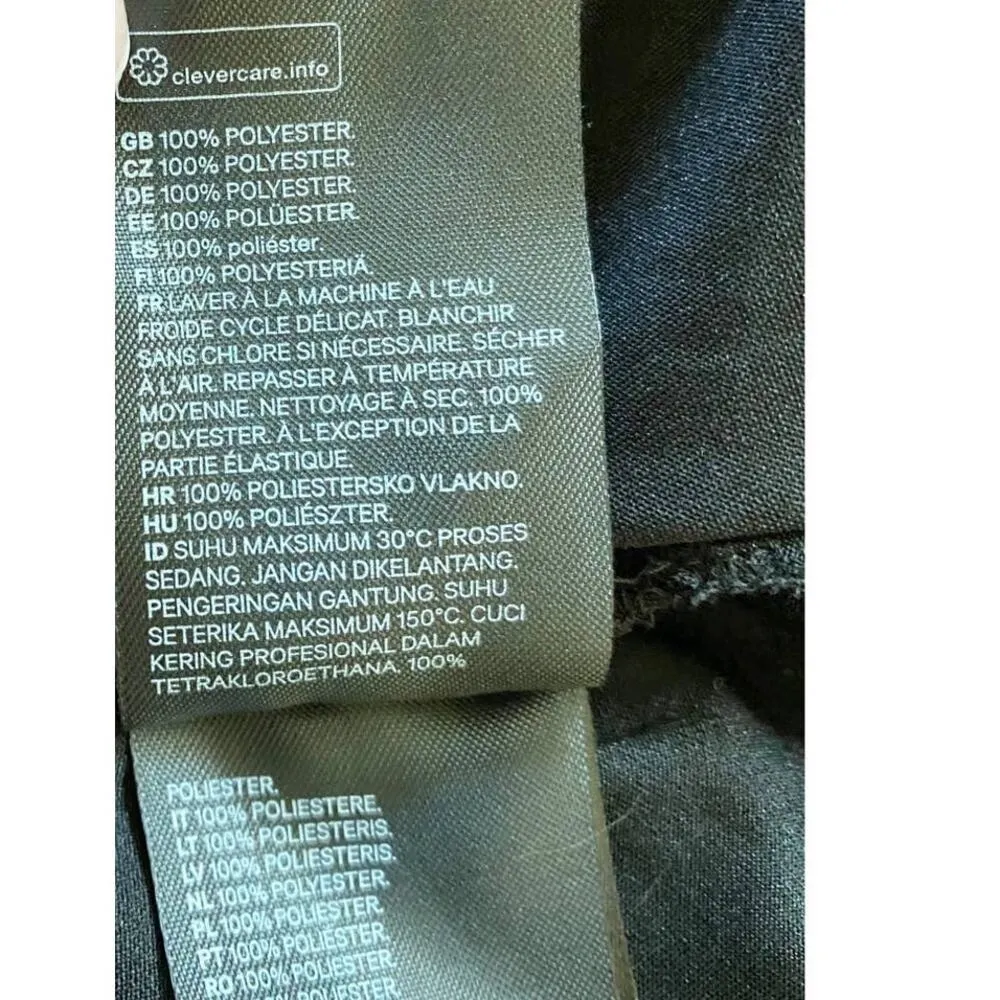 clevercare.info
GB 100% POLYESTER.
CZ 100% POLYESTER.
DE 100% POLYESTER.
EE 100% POLÜESTER.
ES 100% poliéster.
FI 100% POLYESTERIÁ.
FR LAVER À LA MACHINE À L'EAU
FROIDE CYCLE DÉLICAT. BLANCHIR
SANS CHLORE SI NÉCESSAIRE. SÉCHER
À L'AIR. REPASSER À TEMPÉRATURE
MOYENNE. NETTOYAGE À SEC. 100%
POLYESTER. À L'EXCEPTION DE LA
PARTIE ÉLASTIQUE.
HR 100% POLIESTERSKO VLAKNO.
HU 100% POLIÉSZTER.
ID SUHU MAKSIMUM 30°C PROSES
SEDANG. JANGAN DIKELANTANG.
PENGERINGAN GANTUNG. SUHU
SETERIKA MAKSIMUM 150°C. CUCI
KERING PROFESIONAL DALAM
TETRAKLOROETHANA. 100%
POLIESTER.
IT 100% POLIESTERE.
LT 100% POLIESTERIS.
LV 100% POLIESTERIS.
NL 100% POLYESTER.
PL 100% POLIESTER.
PT 100% POLIÉSTER.
RO 100% POLIESTER.
100% POLYESTER.